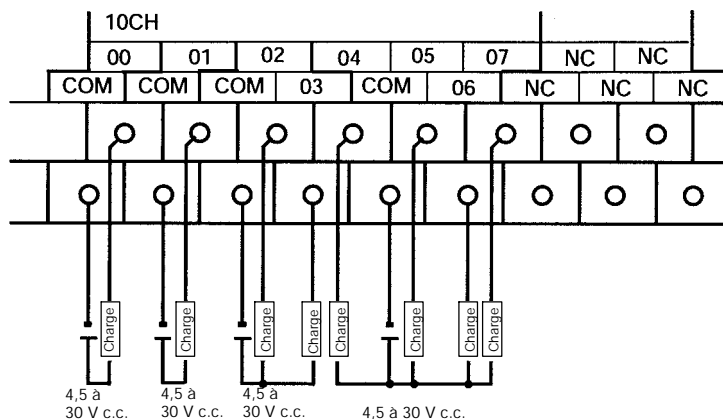 10CH
00 01 02 04 05 07 NC NC
COM COM COM 03 COM 06 NC NC NC
Charge Charge Charge Charge Charge Charge Charge Charge
4,5 à
30 V c.c.
4,5 à
30 V c.c.
4,5 à
30 V c.c.
4,5 à 30 V c.c.